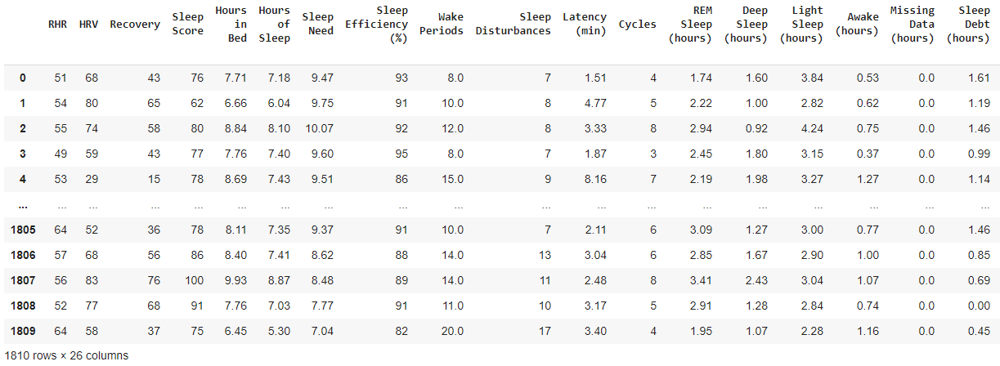 RHR HRV Recovery Sleep Score Hours in Bed Hours of Sleep Sleep Need Sleep Efficiency (%) Wake Periods Sleep Disturbances Latency (min) Cycles REM Sleep (hours) Deep Sleep (hours) Light Sleep (hours) Awake (hours) Missing Data (hours) Sleep Debt (hours)
0 51 68 43 76 7.71 7.18 9.47 93 8.0 7 1.51 4 1.74 1.60 3.84 0.53 0.0 1.61
1 54 80 65 62 6.66 6.04 9.75 91 10.0 8 4.77 5 2.22 1.00 2.82 0.62 0.0 1.19
2 55 74 58 80 8.84 8.10 10.07 92 12.0 8 3.33 8 2.94 0.92 4.24 0.75 0.0 1.46
3 49 59 43 77 7.76 7.40 9.60 95 8.0 7 1.87 3 2.45 1.80 3.15 0.37 0.0 0.99
4 53 29 15 78 8.69 7.43 9.51 86 15.0 9 8.16 7 2.19 1.98 3.27 1.27 0.0 1.14
... ... ... ... ... ... ... ... ... ... ... ... ... ... ... ... ... ... ...
1805 64 52 36 78 8.11 7.35 9.37 91 10.0 7 2.11 6 3.09 1.27 3.00 0.77 0.0 1.46
1806 57 68 56 86 8.40 7.41 8.62 88 14.0 13 3.04 6 2.85 1.67 2.90 1.00 0.0 0.85
1807 56 83 76 100 9.93 8.87 8.48 89 14.0 11 2.48 8 3.41 2.43 3.04 1.07 0.0 0.69
1808 52 77 68 91 7.76 7.03 7.77 91 11.0 10 3.17 5 2.91 1.28 2.84 0.74 0.0 0.00
1809 64 58 37 75 6.45 5.30 7.04 82 20.0 17 3.40 4 1.95 1.07 2.28 1.16 0.0 0.45
1810 rows × 26 columns